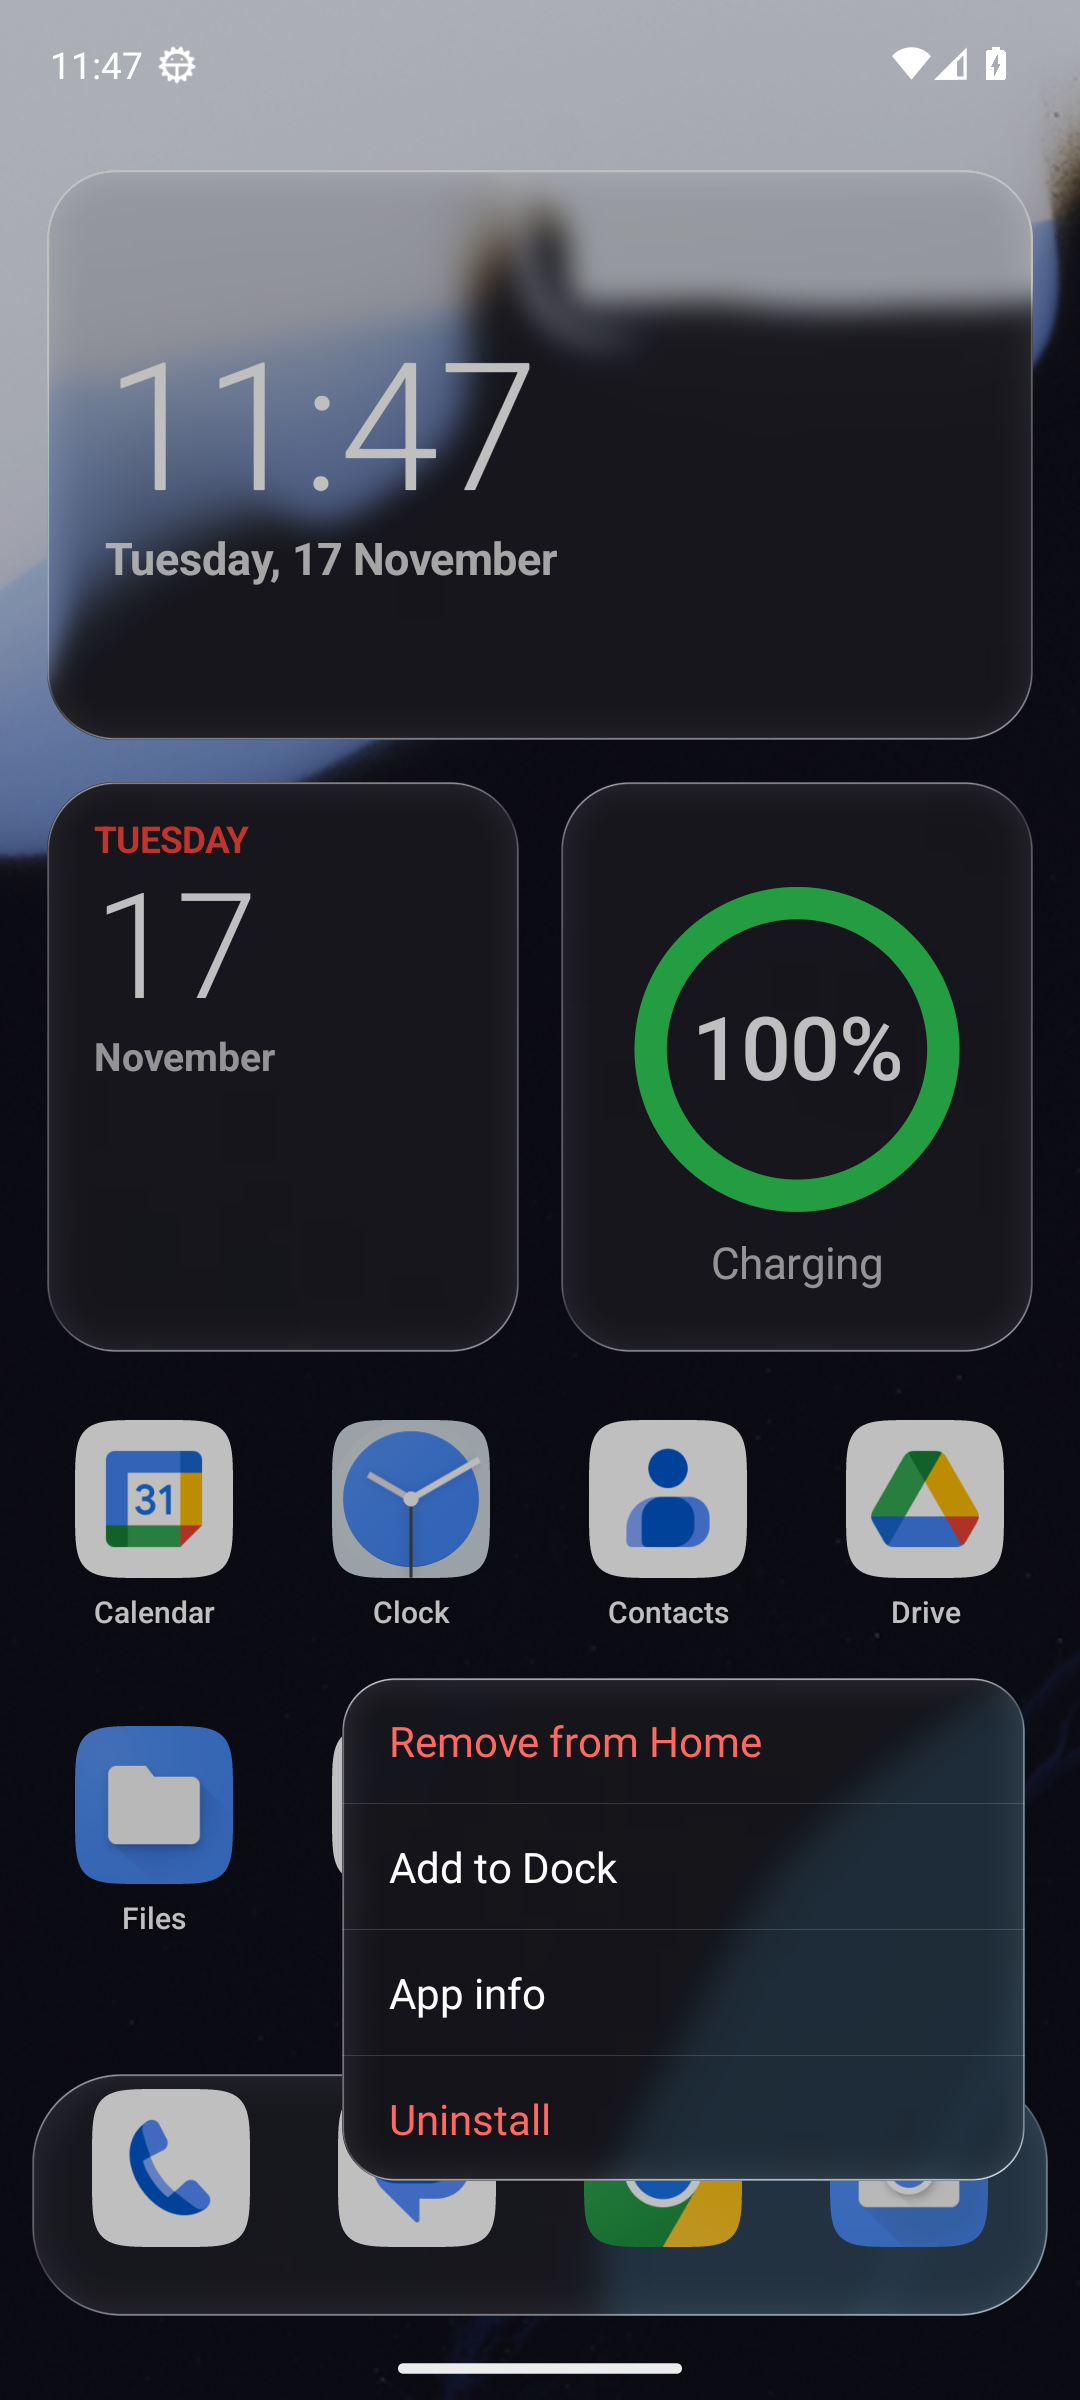 11:47
11:47
Tuesday, 17 November
TUESDAY
17
November
100%
Charging
31
Calendar
Clock
Contacts
Drive
Files
Remove from Home
Add to Dock
App info
Uninstall